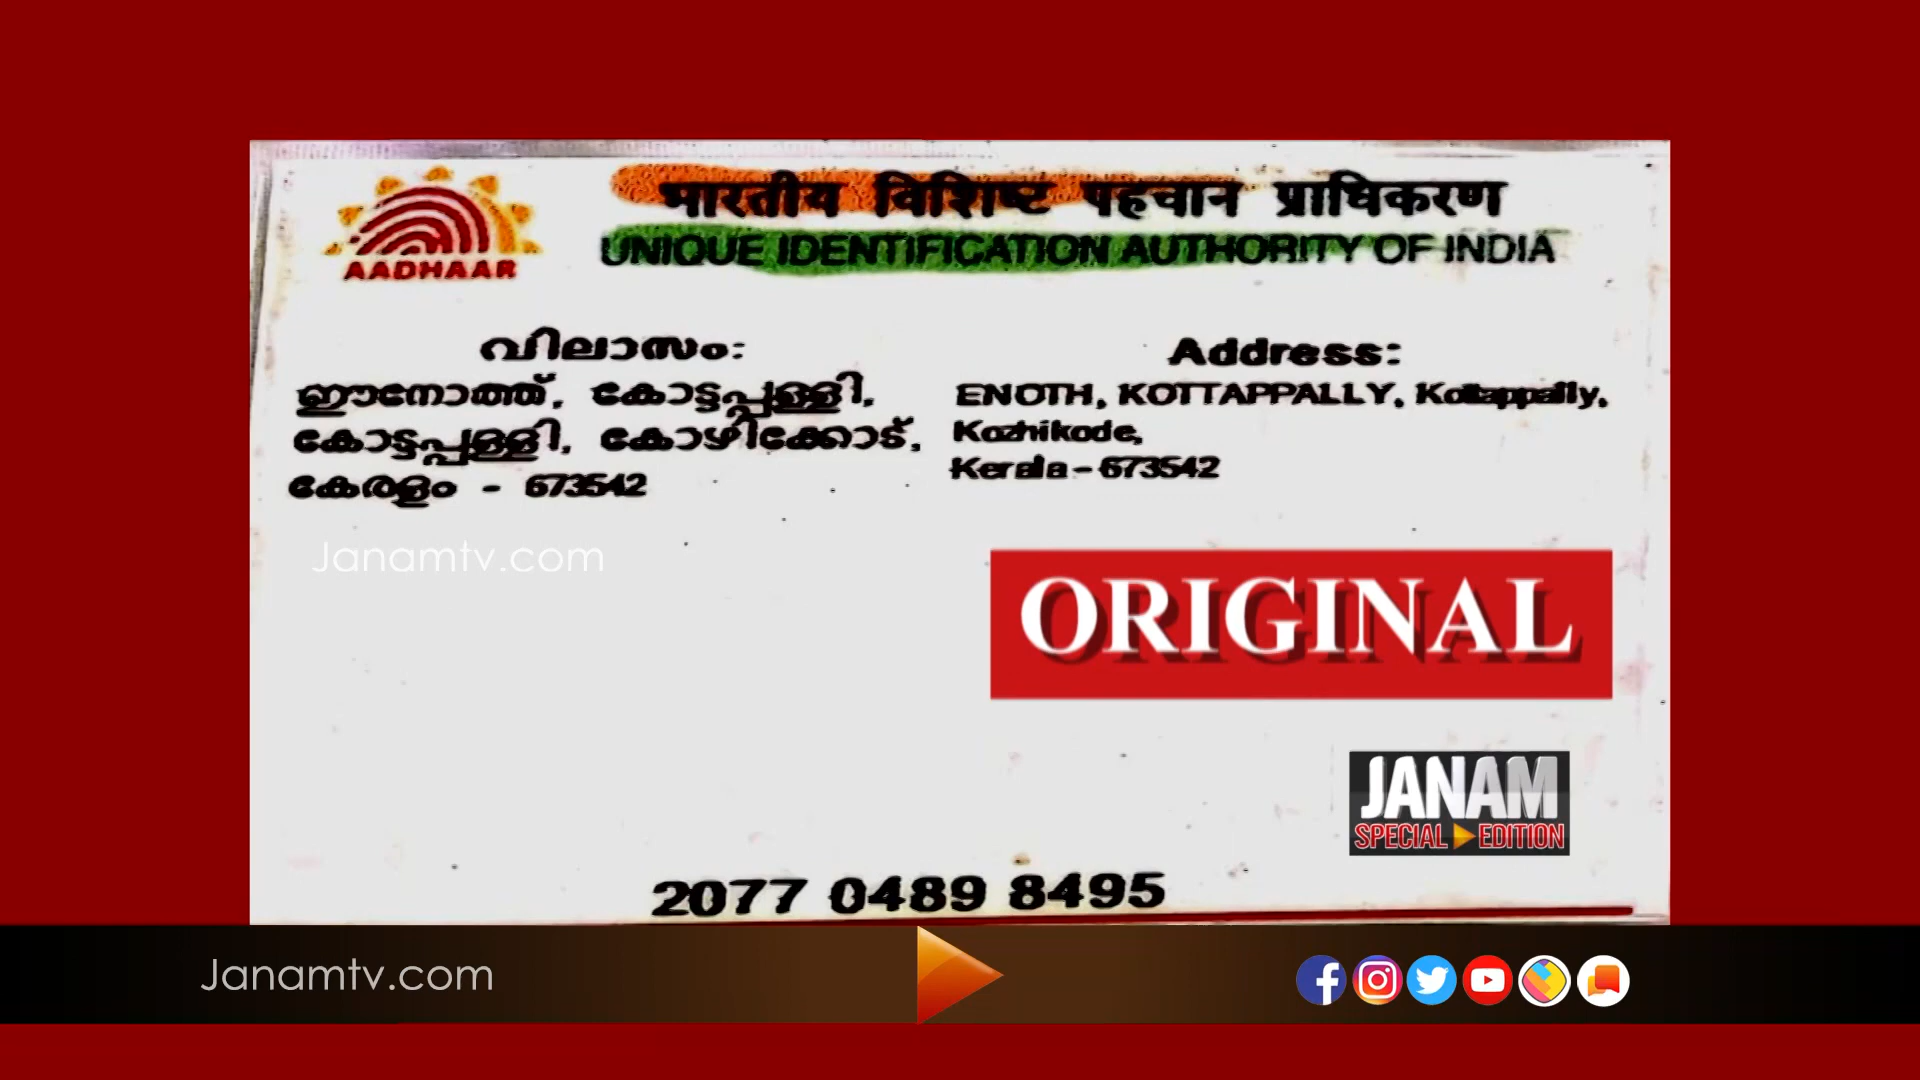 भारतीय विशिष्ट पहचान प्राधिकरण
UNIQUE IDENTIFICATION AUTHORITY OF INDIA
AADHAAR
വിലാസം:
ഈനോത്ത്, കോട്ടപ്പള്ളി,
കോട്ടപ്പള്ളി, കോഴിക്കോട്,
കേരളം - 673542
Address:
ENOTH, KOTTAPPALLY, Kottappally,
Kozhikode,
Kerala - 673542
Janamtv.com
ORIGINAL
JANAM
SPECIAL EDITION
2077 0489 8495
Janamtv.com